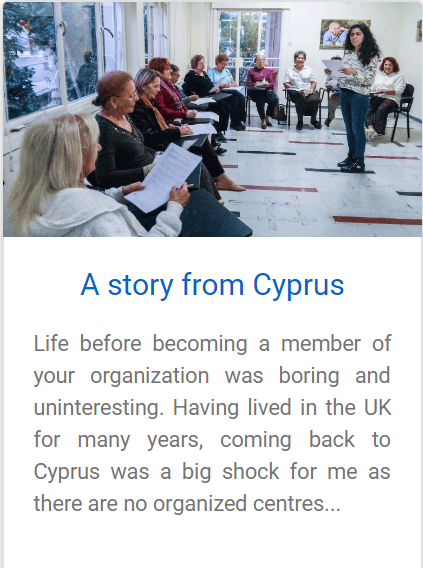 A story from Cyprus
Life before becoming a member of
your organization was boring and
uninteresting. Having lived in the UK
for many years, coming back to
Cyprus was a big shock for me as
there are no organized centres...